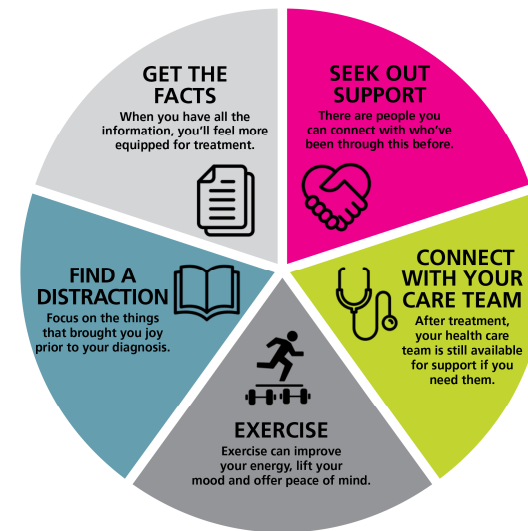 GET THE
FACTS
When you have all the
information, you'll feel more
equipped for treatment.
SEEK OUT
SUPPORT
There are people you
can connect with who've
been through this before.
CONNECT
WITH YOUR
CARE TEAM
After treatment,
your health care
team is still available
for support if you
need them.
EXERCISE
Exercise can improve
your energy, lift your
mood and offer peace of mind.
FIND A
DISTRACTION
Focus on the things
that brought you joy
prior to your diagnosis.